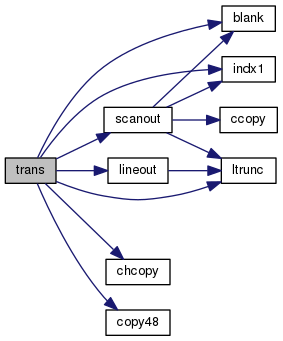 blank
indx1
scanout
ccopy
trans
lineout
ltrunc
chcopy
copy48